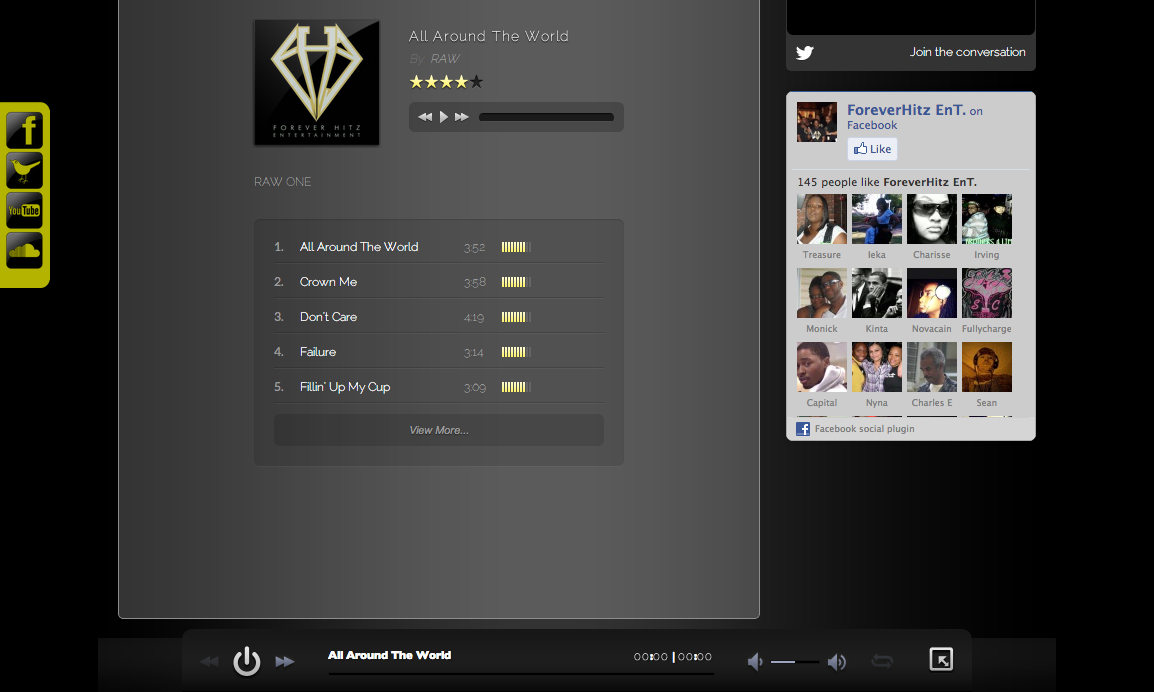 FOREVER HITZ
ENTERTAINMENT
All Around The World
By RAW
RAW ONE
1. All Around The World 3:52
2. Crown Me 3:58
3. Don't Care 4:19
4. Failure 3:14
5. Fillin' Up My Cup 3:09
View More...
f
You Tube
Join the conversation
ForeverHitz EnT. on
Facebook
Like
145 people like ForeverHitz EnT.
Treasure Ieka Charisse Irving
Monick Kinta Novacain Fullycharge
Capital Nyna Charles E Sean
f Facebook social plugin
All Around The World 00:00 | 00:00